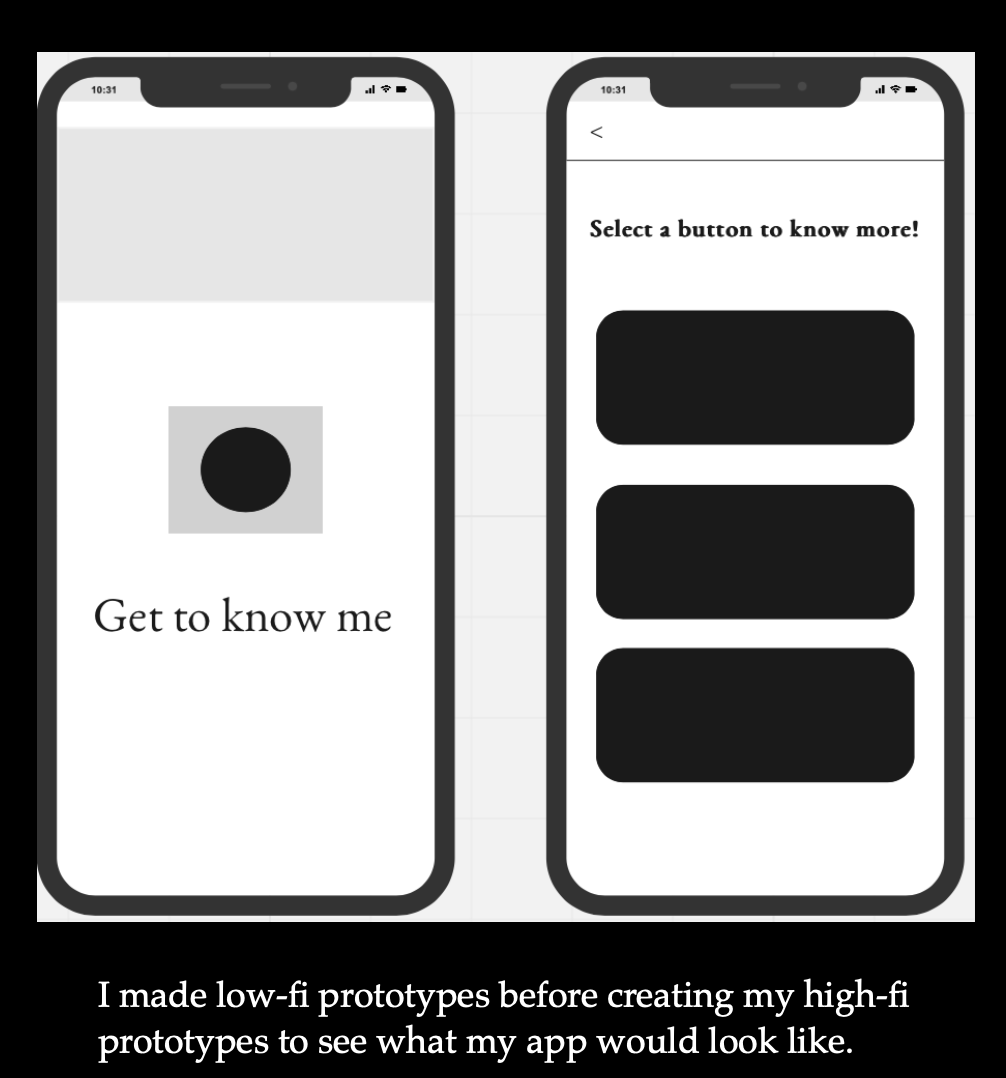 10:31
Get to know me
10:31
<
Select a button to know more!
I made low-fi prototypes before creating my high-fi
prototypes to see what my app would look like.